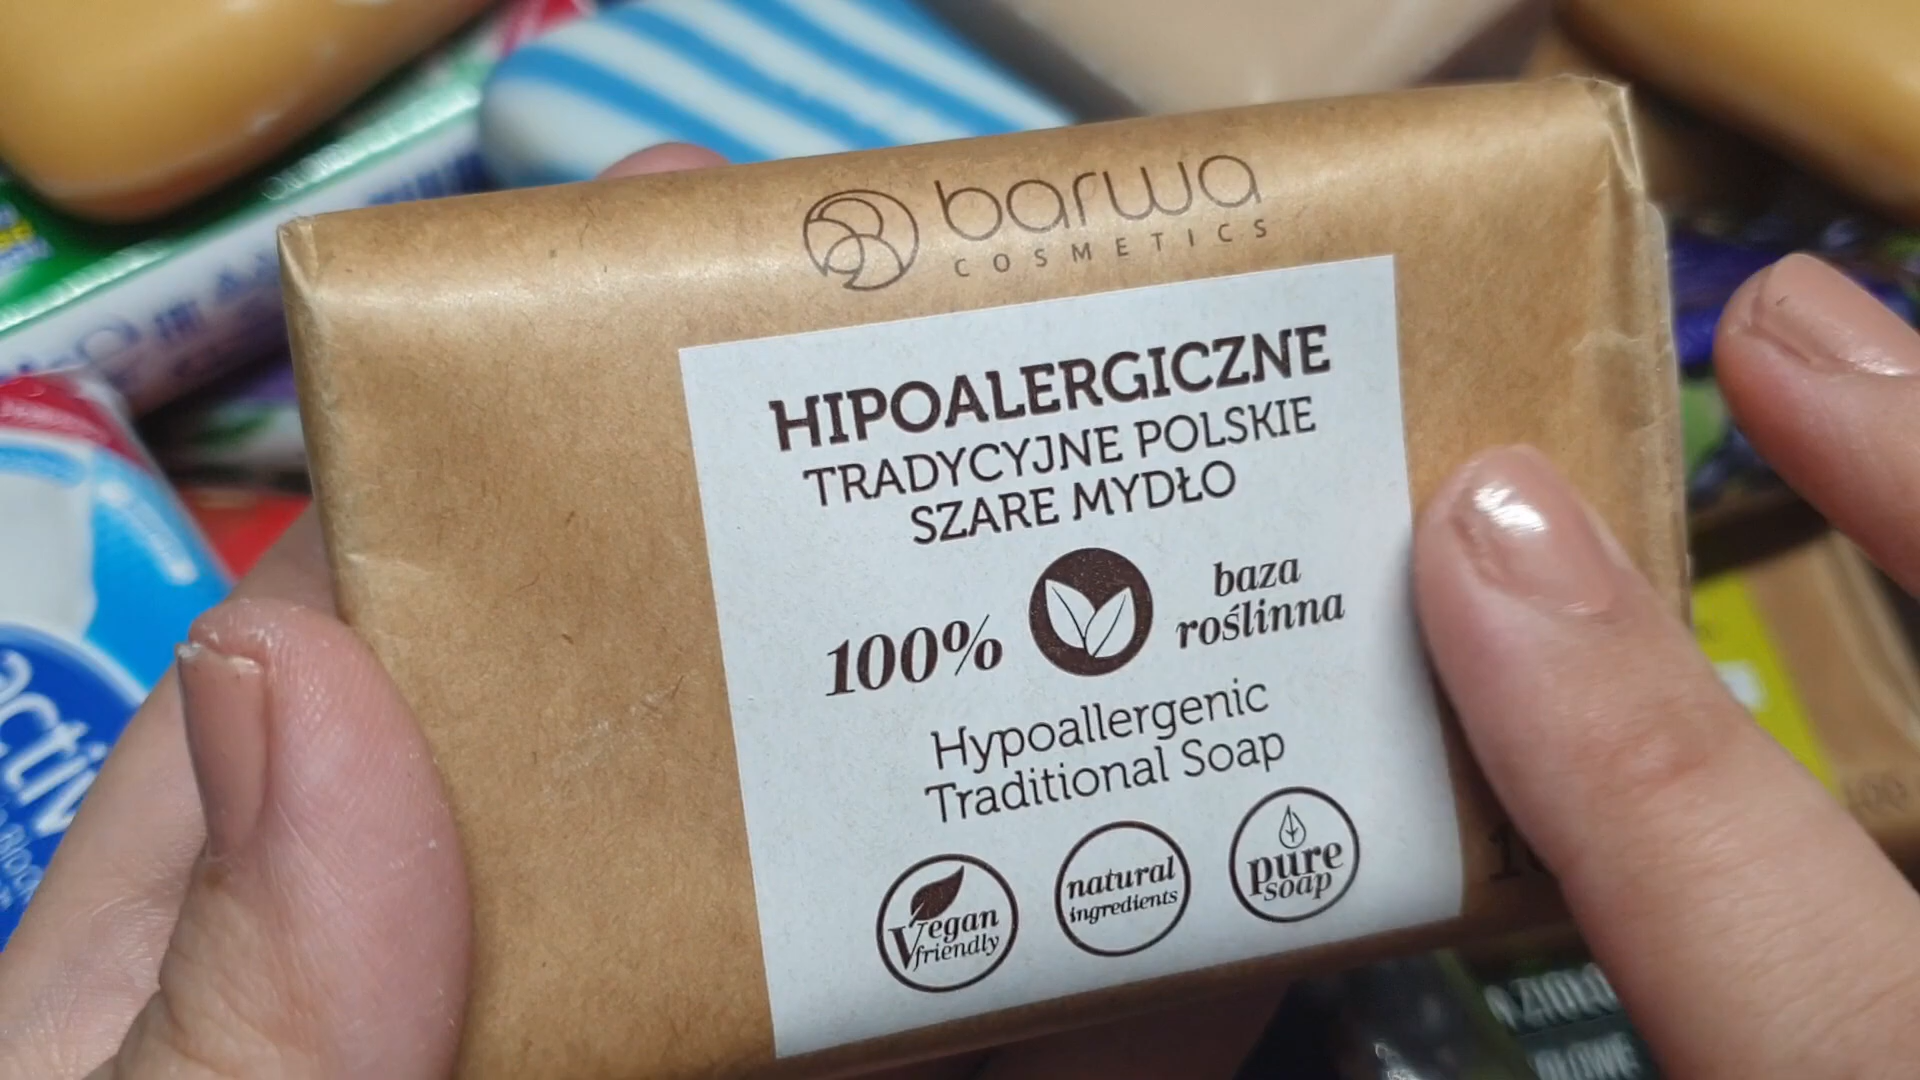 barwa
COSMETICS
HIPOALERGICZNE
TRADYCYJNE POLSKIE
SZARE MYDŁO
100%
baza
roślinna
Hypoallergenic
Traditional Soap
Vegan
friendly
natural
ingredients
pure
soap
activ